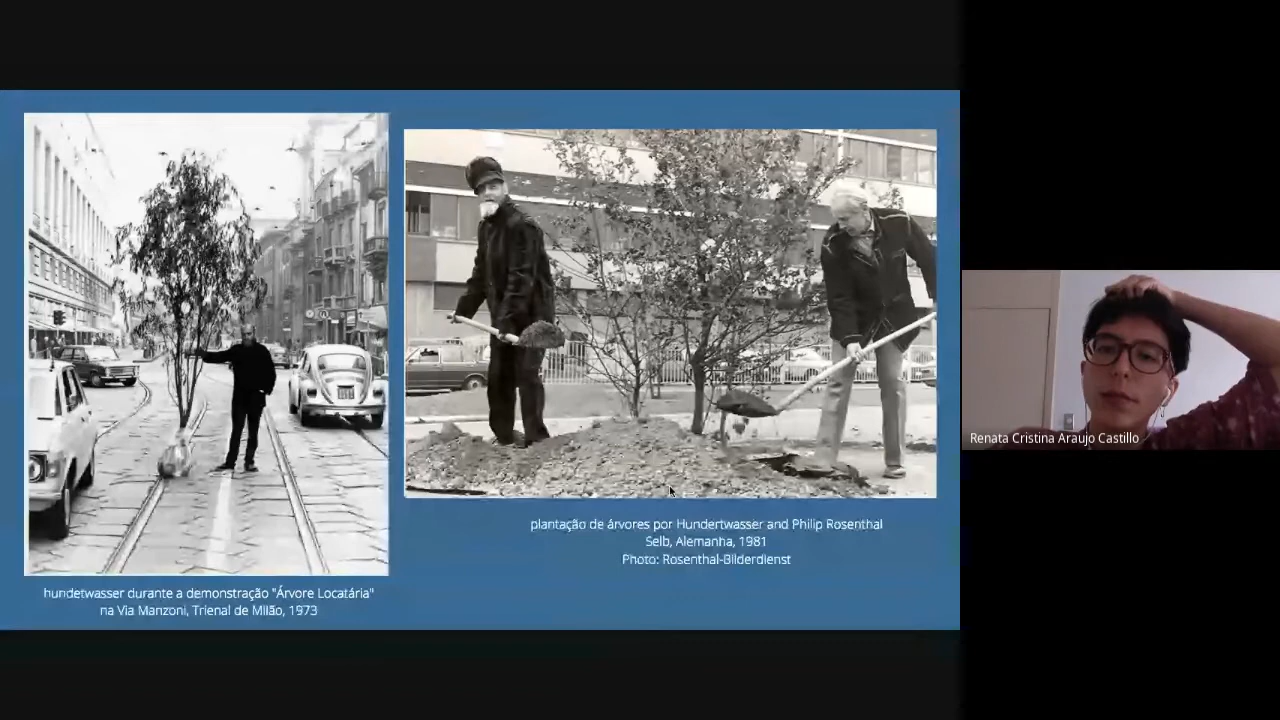 hundetwasser durante a demonstração "Árvore Locatária"
na Via Manzoni, Trienal de Milão, 1973
plantação de árvores por Hundertwasser and Philip Rosenthal
Selb, Alemanha, 1981
Photo: Rosenthal-Bilderdienst
Renata Cristina Araujo Castillo